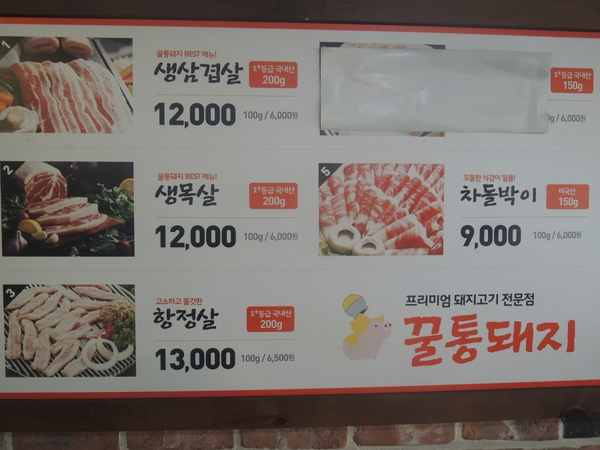 1
꿀통돼지 BEST 메뉴!
생삼겹살
1+등급 국내산
200g
12,000
100g / 6,000원
2
꿀통돼지 BEST 메뉴!
생목살
1+등급 국내산
200g
12,000
100g / 6,000원
3
고소하고 쫄깃한
항정살
1+등급 국내산
200g
13,000
100g / 6,500원
1+등급 국내산
150g
/ 6,000원
5
꼬들한 식감이 일품!
차돌박이
미국산
150g
9,000
100g / 6,000원
프리미엄 돼지고기 전문점
꿀통돼지